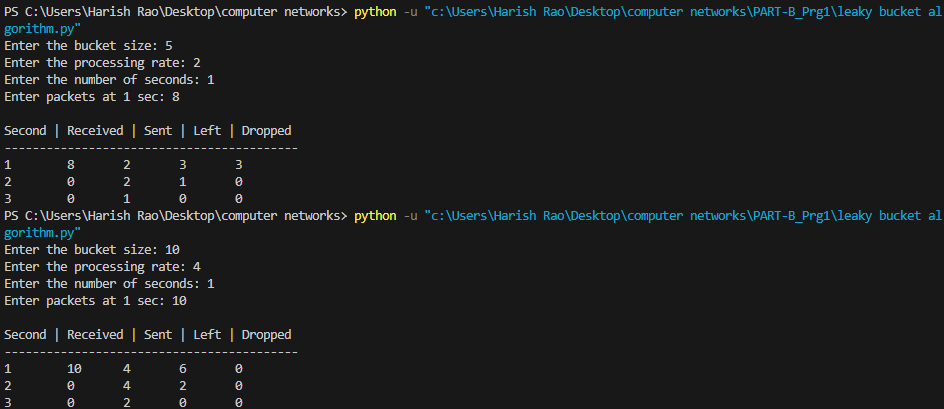 PS C:\Users\Harish Rao\Desktop\computer networks> python -u "c:\Users\Harish Rao\Desktop\computer networks\PART-B_Prg1\leaky bucket al
gorithm.py"
Enter the bucket size: 5
Enter the processing rate: 2
Enter the number of seconds: 1
Enter packets at 1 sec: 8
Second | Received | Sent | Left | Dropped
------------------------------------------
1 8 2 3 3
2 0 2 1 0
3 0 1 0 0
PS C:\Users\Harish Rao\Desktop\computer networks> python -u "c:\Users\Harish Rao\Desktop\computer networks\PART-B_Prg1\leaky bucket al
gorithm.py"
Enter the bucket size: 10
Enter the processing rate: 4
Enter the number of seconds: 1
Enter packets at 1 sec: 10
Second | Received | Sent | Left | Dropped
------------------------------------------
1 10 4 6 0
2 0 4 2 0
3 0 2 0 0